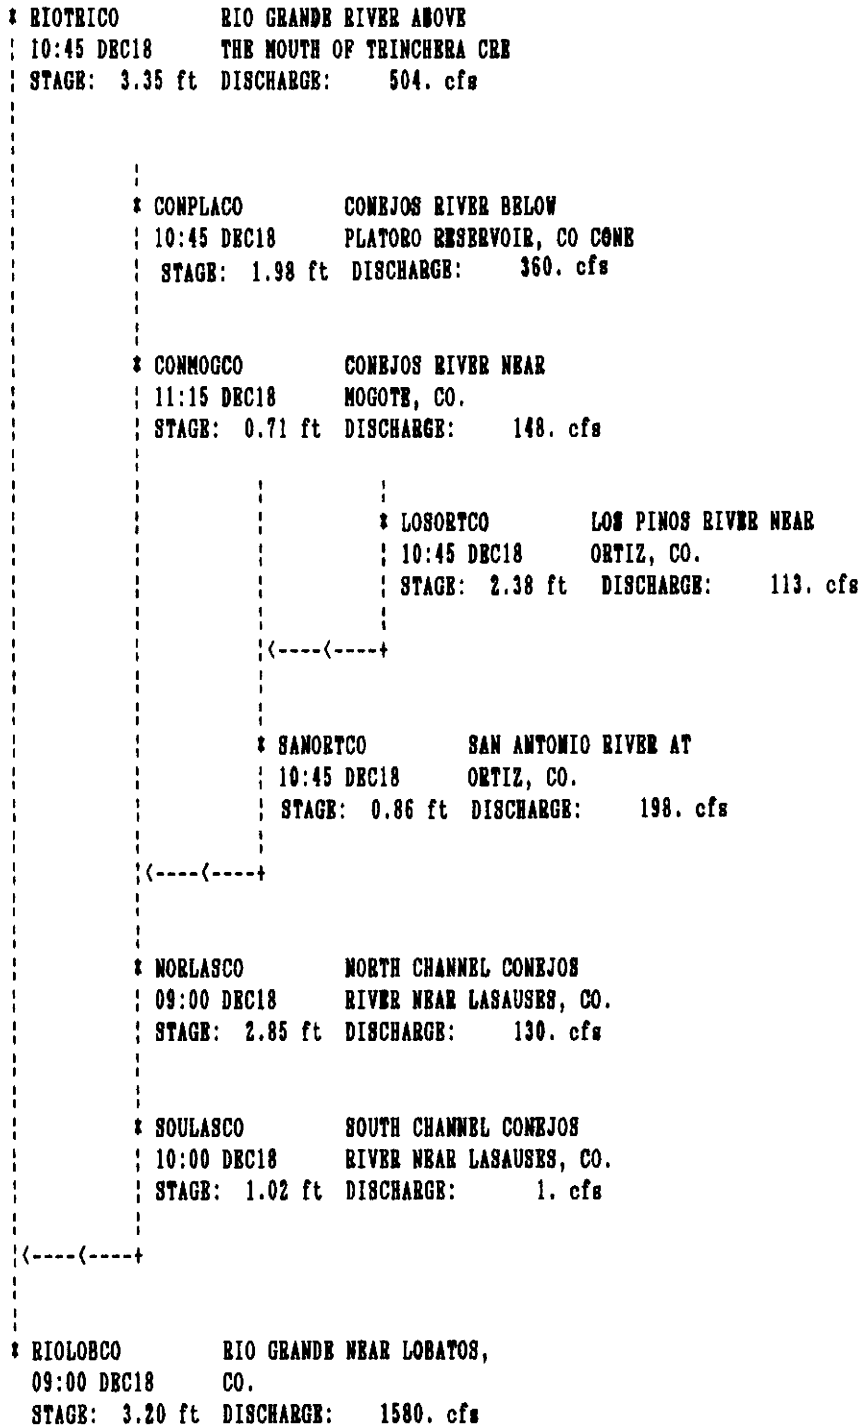 * RIOTRICO RIO GRANDE RIVER ABOVE
10:45 DEC18 THE MOUTH OF TRINCHERA CRE
STAGE: 3.35 ft DISCHARGE: 504. cfs
* CONPLACO CONEJOS RIVER BELOW
10:45 DEC18 PLATORO RESERVOIR, CO CONE
STAGE: 1.98 ft DISCHARGE: 360. cfs
* CONMOGCO CONEJOS RIVER NEAR
11:15 DEC18 MOGOTE, CO.
STAGE: 0.71 ft DISCHARGE: 148. cfs
* LOSORTCO LOS PINOS RIVER NEAR
10:45 DEC18 ORTIZ, CO.
STAGE: 2.38 ft DISCHARGE: 113. cfs
<----<----+
* SANORTCO SAN ANTONIO RIVER AT
10:45 DEC18 ORTIZ, CO.
STAGE: 0.86 ft DISCHARGE: 198. cfs
<----<----+
* NORLASCO NORTH CHANNEL CONEJOS
09:00 DEC18 RIVER NEAR LASAUSES, CO.
STAGE: 2.85 ft DISCHARGE: 130. cfs
* SOULASCO SOUTH CHANNEL CONEJOS
10:00 DEC18 RIVER NEAR LASAUSES, CO.
STAGE: 1.02 ft DISCHARGE: 1. cfs
<----<----+
* RIOLOBCO RIO GRANDE NEAR LOBATOS,
09:00 DEC18 CO.
STAGE: 3.20 ft DISCHARGE: 1580. cfs